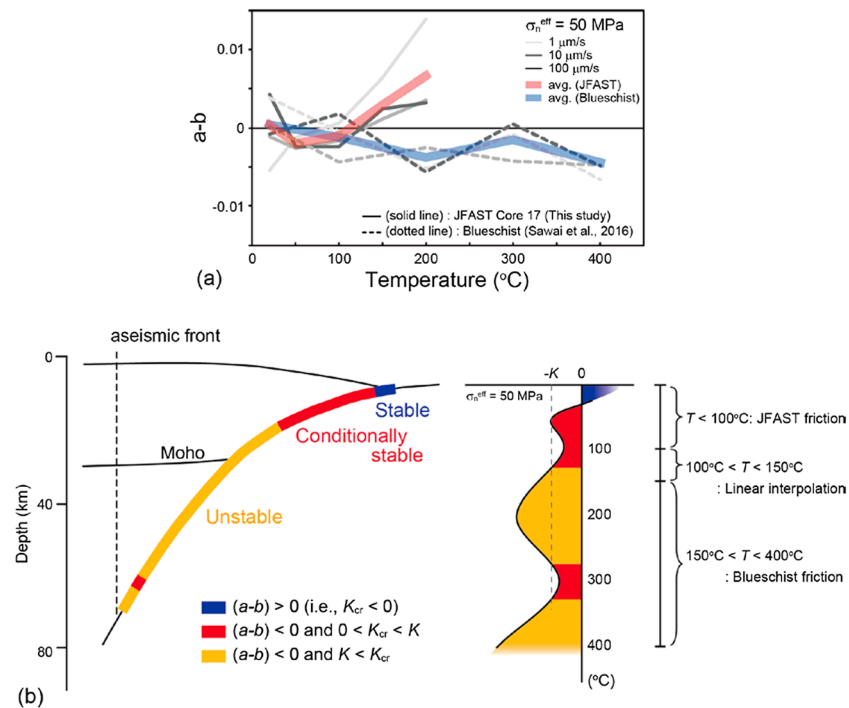 σn^eff = 50 MPa
1 μm/s
10 μm/s
100 μm/s
avg. (JFAST)
avg. (Blueschist)
0.01
0
-0.01
a-b
(solid line) : JFAST Core 17 (This study)
(dotted line) : Blueschist (Sawai et al., 2016)
0
100
200
300
400
Temperature (°C)
(a)
aseismic front
0
40
80
Depth (km)
Moho
Stable
Conditionally
stable
Unstable
(a-b) > 0 (i.e., Kcr < 0)
(a-b) < 0 and 0 < Kcr < K
(a-b) < 0 and K < Kcr
-K
0
σn^eff = 50 MPa
100
200
300
400
(°C)
T < 100°C: JFAST friction
100°C < T < 150°C
: Linear interpolation
150°C < T < 400°C
: Blueschist friction
(b)